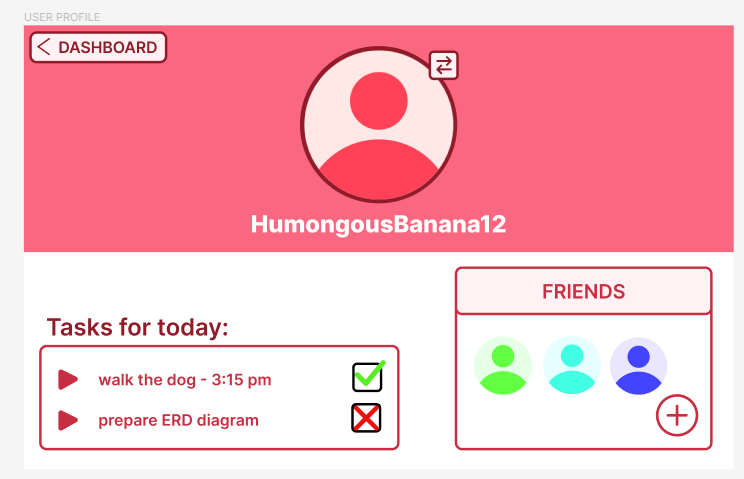 USER PROFILE
DASHBOARD
HumongousBanana12
Tasks for today:
walk the dog - 3:15 pm
prepare ERD diagram
FRIENDS